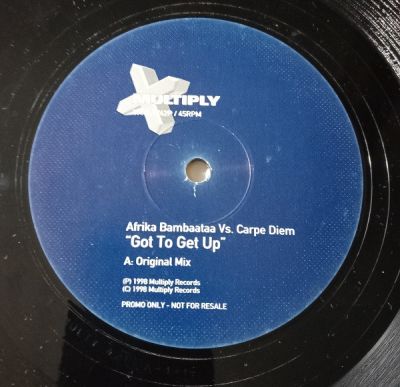 MULTIPLY
/ 45RPM
Afrika Bambaataa Vs. Carpe Diem
"Got To Get Up"
A: Original Mix
(P) 1998 Multiply Records
(C) 1998 Multiply Records
PROMO ONLY - NOT FOR RESALE